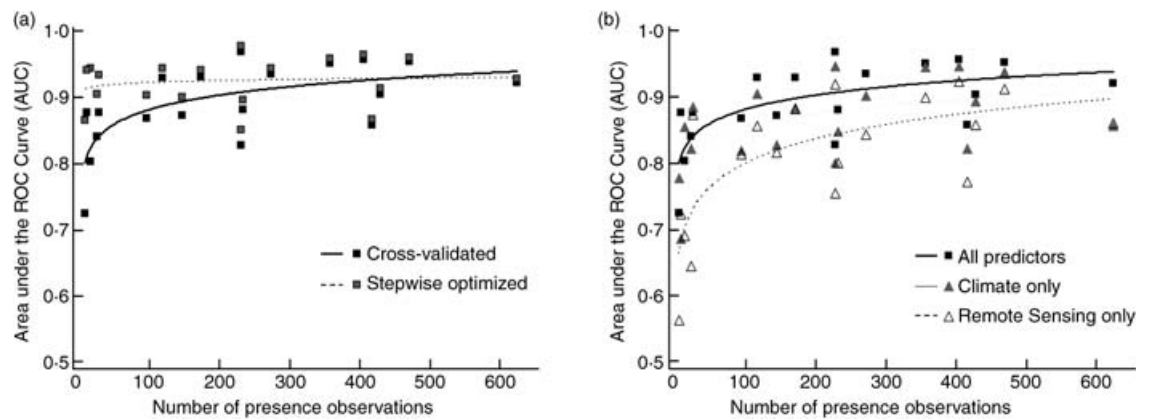 (a)
1·0
0·9
0·8
0·7
0·6
0·5
Area under the ROC Curve (AUC)
Cross-validated
Stepwise optimized
0 100 200 300 400 500 600
Number of presence observations
(b)
1·0
0·9
0·8
0·7
0·6
0·5
Area under the ROC Curve (AUC)
All predictors
Climate only
Remote Sensing only
0 100 200 300 400 500 600
Number of presence observations